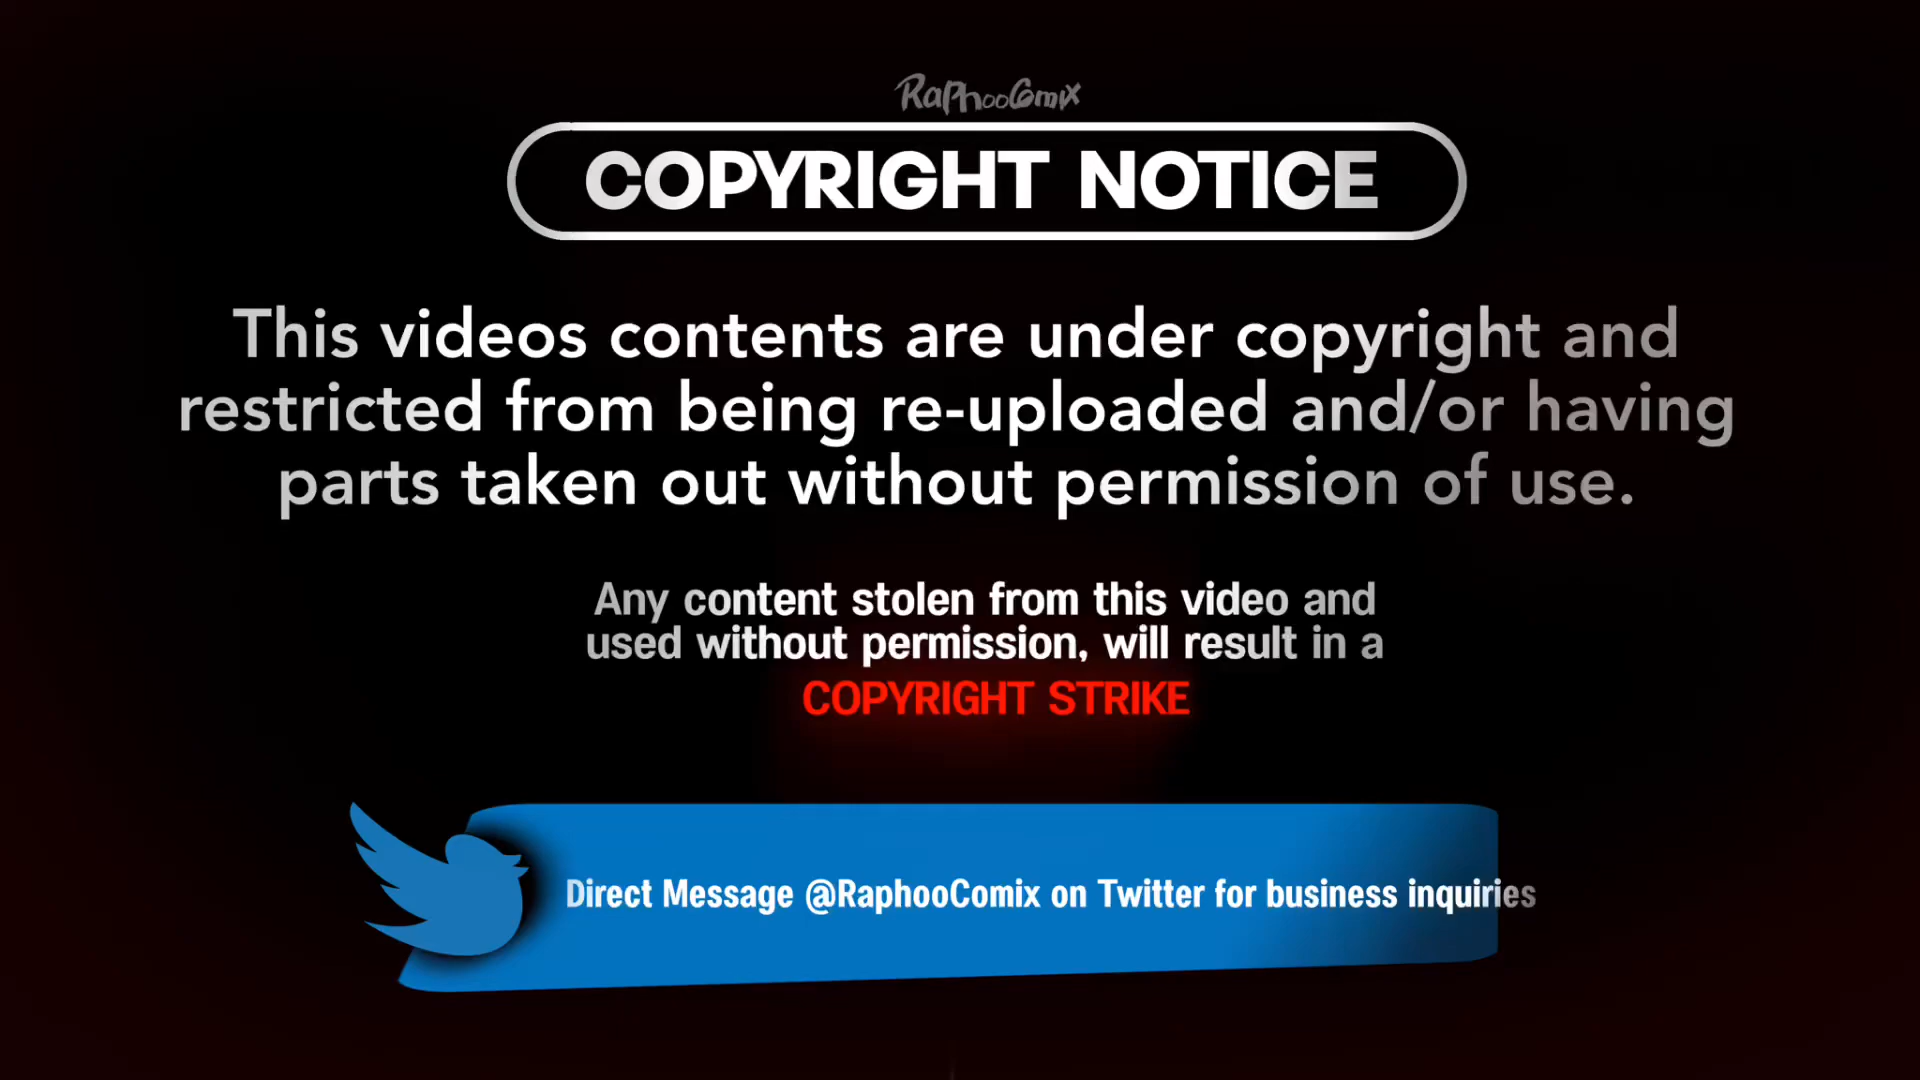 RaphooComix
COPYRIGHT NOTICE
This videos contents are under copyright and
restricted from being re-uploaded and/or having
parts taken out without permission of use.
Any content stolen from this video and
used without permission, will result in a
COPYRIGHT STRIKE
Direct Message @RaphooComix on Twitter for business inquiries